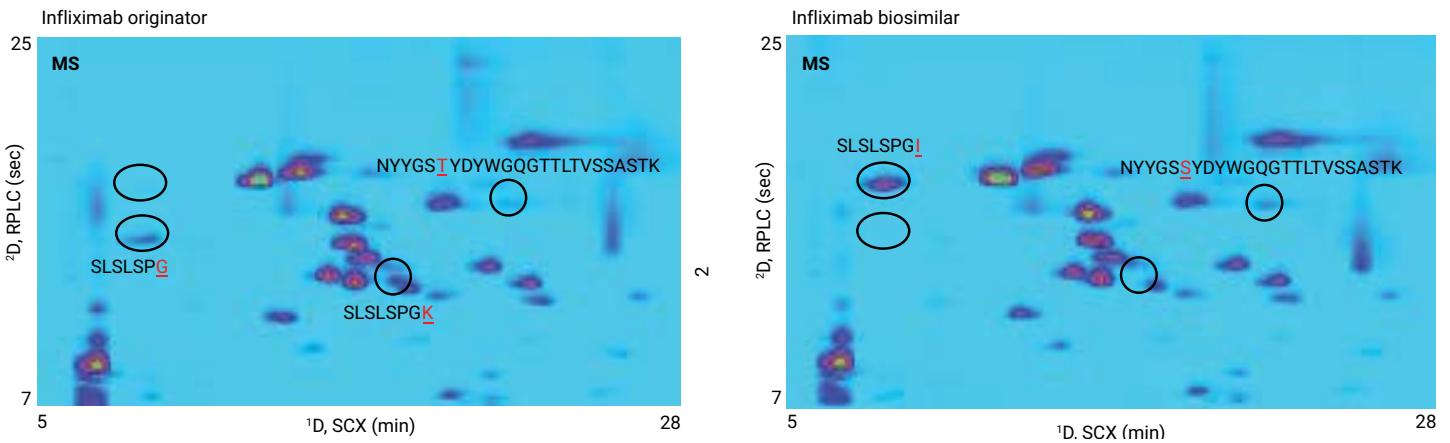 Infliximab originator
25
MS
NYYGSTYDYWGQGTTLTVSSASTK
SLSLSPG
SLSLSPGK
²D, RPLC (sec)
7
5
¹D, SCX (min)
28
2
Infliximab biosimilar
25
MS
SLSLSPGI
NYYGSSYDYWGQGTTLTVSSASTK
²D, RPLC (sec)
7
5
¹D, SCX (min)
28